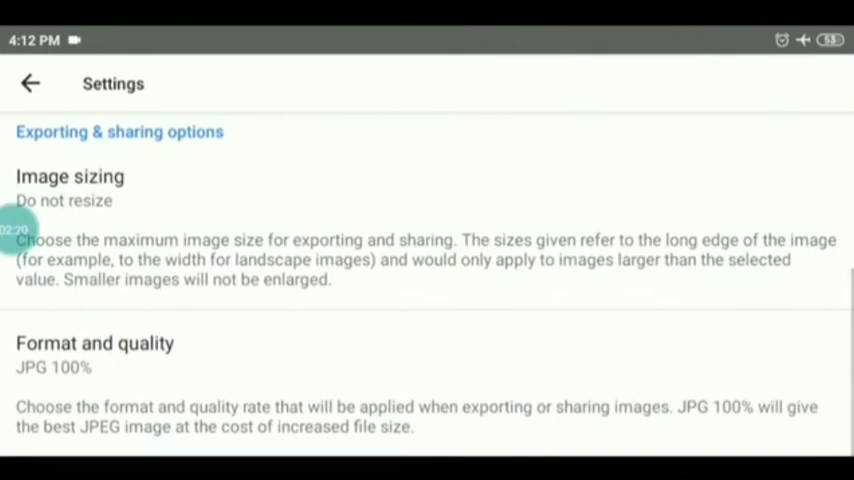 4:12 PM
53
Settings
Exporting & sharing options
Image sizing
Do not resize
02:20
Choose the maximum image size for exporting and sharing. The sizes given refer to the long edge of the image
(for example, to the width for landscape images) and would only apply to images larger than the selected
value. Smaller images will not be enlarged.
Format and quality
JPG 100%
Choose the format and quality rate that will be applied when exporting or sharing images. JPG 100% will give
the best JPEG image at the cost of increased file size.